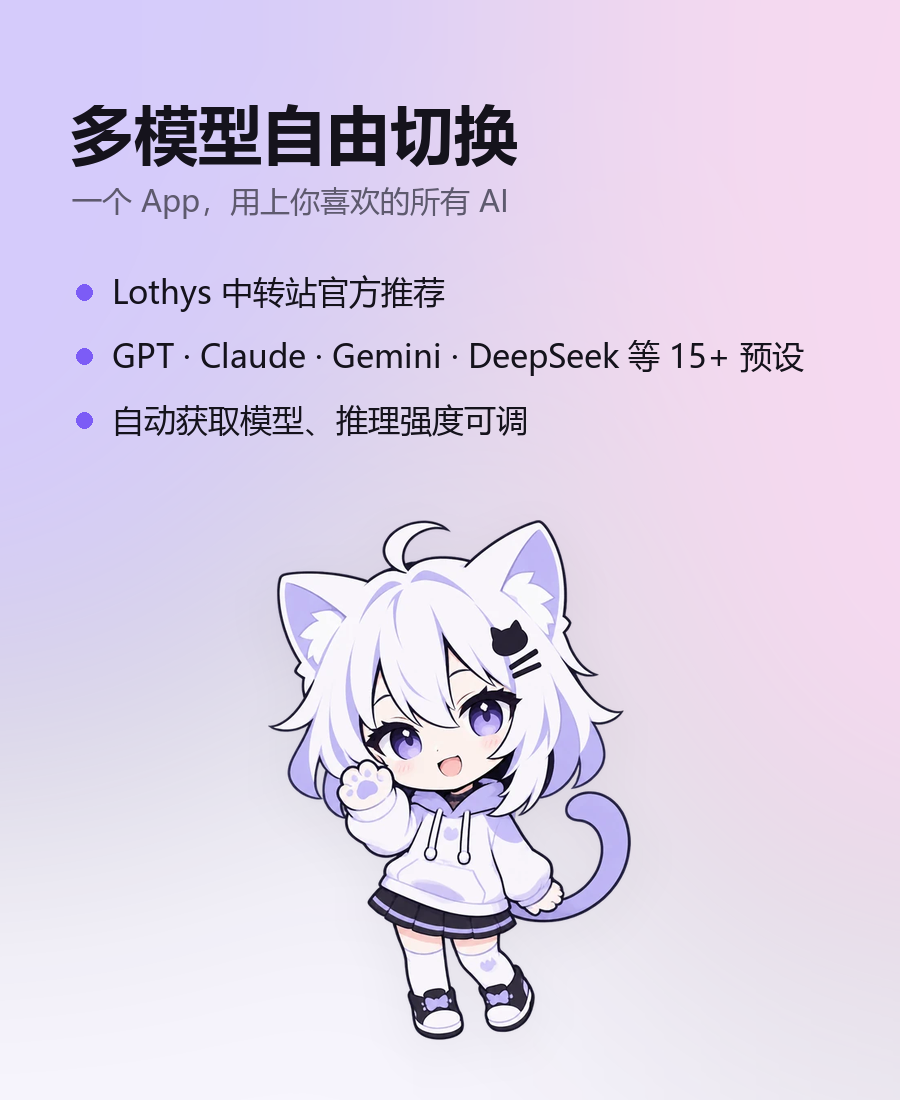 多模型自由切换
一个 App，用上你喜欢的所有 AI
Lothys 中转站官方推荐
GPT · Claude · Gemini · DeepSeek 等 15+ 预设
自动获取模型、推理强度可调